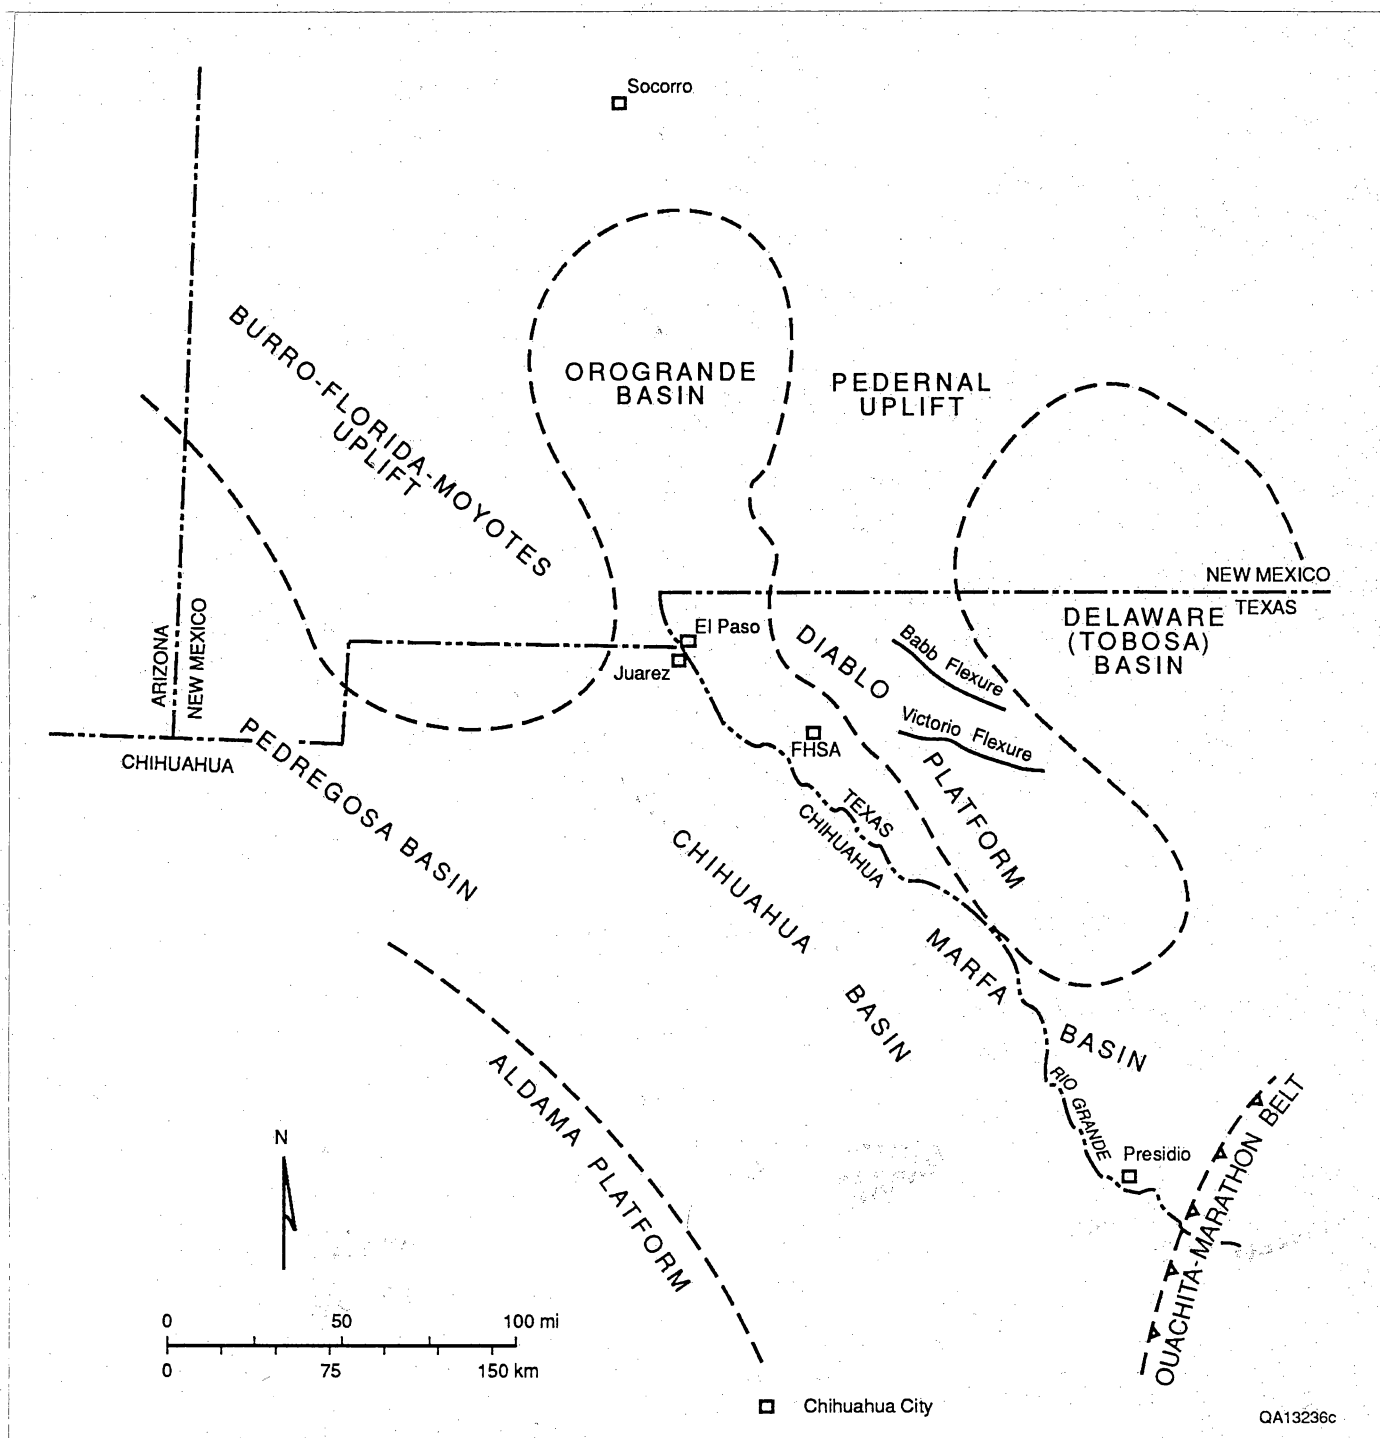 Socorro
BURRO-FLORIDA-MOYOTES
UPLIFT
OROGRANDE
BASIN
PEDERNAL
UPLIFT
NEW MEXICO
TEXAS
DELAWARE
(TOBOSA)
BASIN
ARIZONA
NEW MEXICO
El Paso
Juarez
DIABLO
PLATFORM
Babb Flexure
Victorio Flexure
FHSA
CHIHUAHUA
PEDREGOSA BASIN
TEXAS
CHIHUAHUA
CHIHUAHUA
BASIN
MARFA
BASIN
RIO GRANDE
ALDAMA PLATFORM
Presidio
OUACHITA-MARATHON BELT
N
0 50 100 mi
0 75 150 km
Chihuahua City
QA13236c